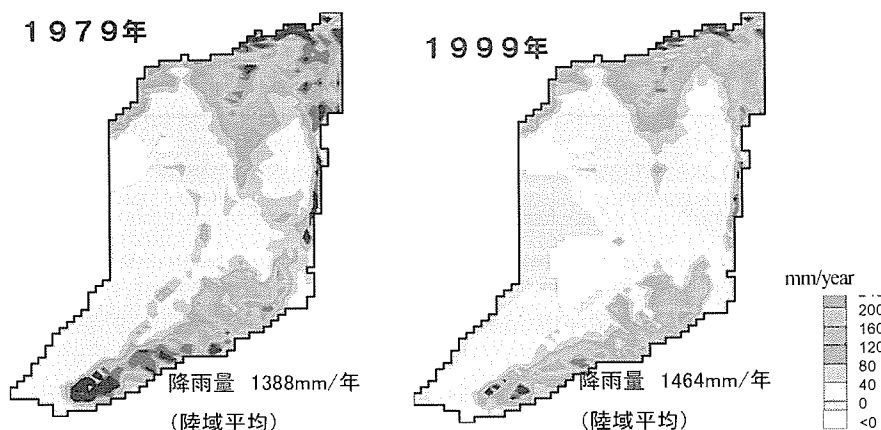 1979年
1999年
降雨量 1388mm/年
(陸域平均)
降雨量 1464mm/年
(陸域平均)
mm/year
200
160
120
80
40
0
<0